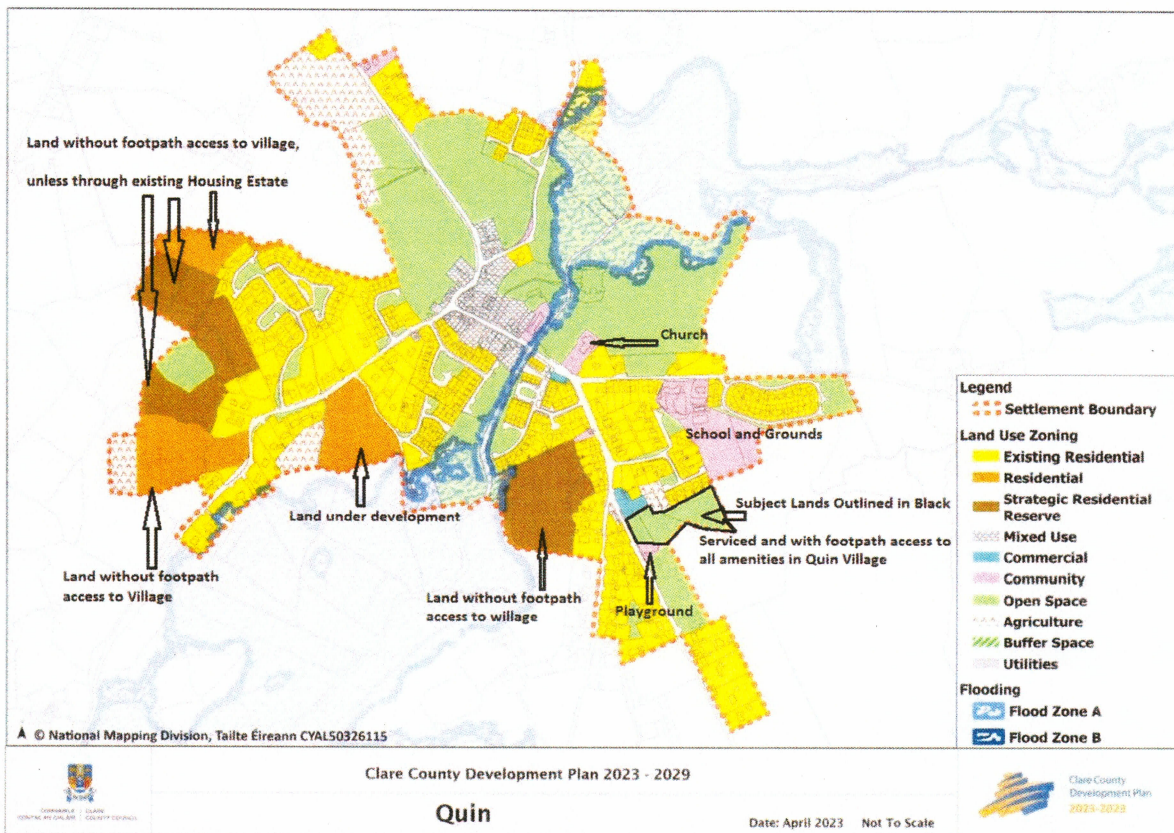 Land without footpath access to village,
unless through existing Housing Estate
Church
School and Grounds
Subject Lands Outlined in Black
Serviced and with footpath access to
all amenities in Quin Village
Land under development
Land without footpath
access to Village
Land without footpath
access to willage
Playground
Legend
Settlement Boundary
Land Use Zoning
Existing Residential
Residential
Strategic Residential
Reserve
Mixed Use
Commercial
Community
Open Space
Agriculture
Buffer Space
Utilities
Flooding
Flood Zone A
Flood Zone B
© National Mapping Division, Tailte Éireann CYAL50326115
CLARE
COUNTY COUNCIL
Clare County Development Plan 2023 - 2029
Quin
Date: April 2023 Not To Scale
Clare County
Development Plan
2023-2029